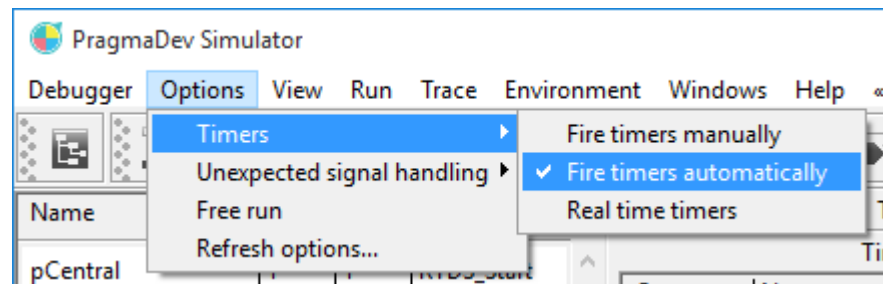 PragmaDev Simulator
Debugger Options View Run Trace Environment Windows Help «
Timers
Fire timers manually
Unexpected signal handling
Fire timers automatically
Name
Free run
Real time timers
Refresh options...
pCentral